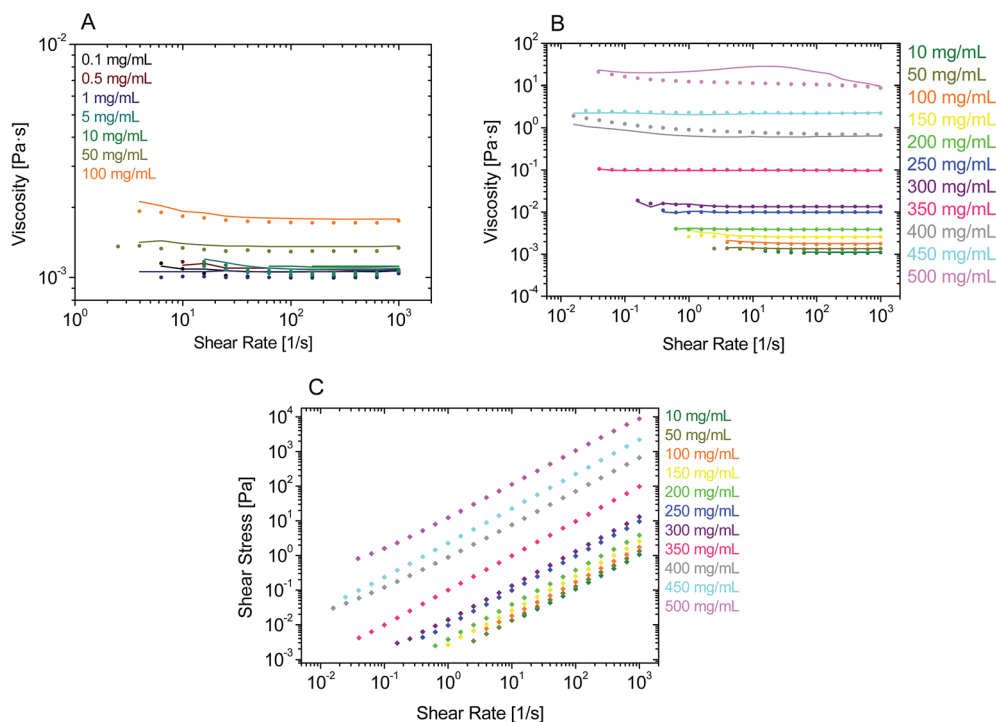 A
10⁻²
10⁻³
Viscosity [Pa·s]
0.1 mg/mL
0.5 mg/mL
1 mg/mL
5 mg/mL
10 mg/mL
50 mg/mL
100 mg/mL
10⁰ 10¹ 10² 10³
Shear Rate [1/s]
B
10²
10¹
10⁰
10⁻¹
10⁻²
10⁻³
10⁻⁴
Viscosity [Pa·s]
10⁻² 10⁻¹ 10⁰ 10¹ 10² 10³
Shear Rate [1/s]
10 mg/mL
50 mg/mL
100 mg/mL
150 mg/mL
200 mg/mL
250 mg/mL
300 mg/mL
350 mg/mL
400 mg/mL
450 mg/mL
500 mg/mL
C
10⁴
10³
10²
10¹
10⁰
10⁻¹
10⁻²
10⁻³
Shear Stress [Pa]
10⁻² 10⁻¹ 10⁰ 10¹ 10² 10³
Shear Rate [1/s]
10 mg/mL
50 mg/mL
100 mg/mL
150 mg/mL
200 mg/mL
250 mg/mL
300 mg/mL
350 mg/mL
400 mg/mL
450 mg/mL
500 mg/mL